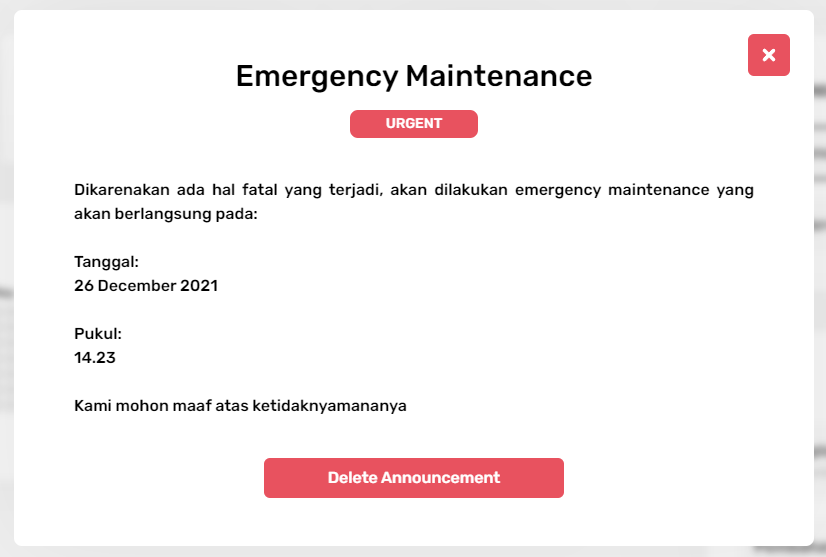 Emergency Maintenance
URGENT
Dikarenakan ada hal fatal yang terjadi, akan dilakukan emergency maintenance yang
akan berlangsung pada:
Tanggal:
26 December 2021
Pukul:
14.23
Kami mohon maaf atas ketidaknyamananya
Delete Announcement